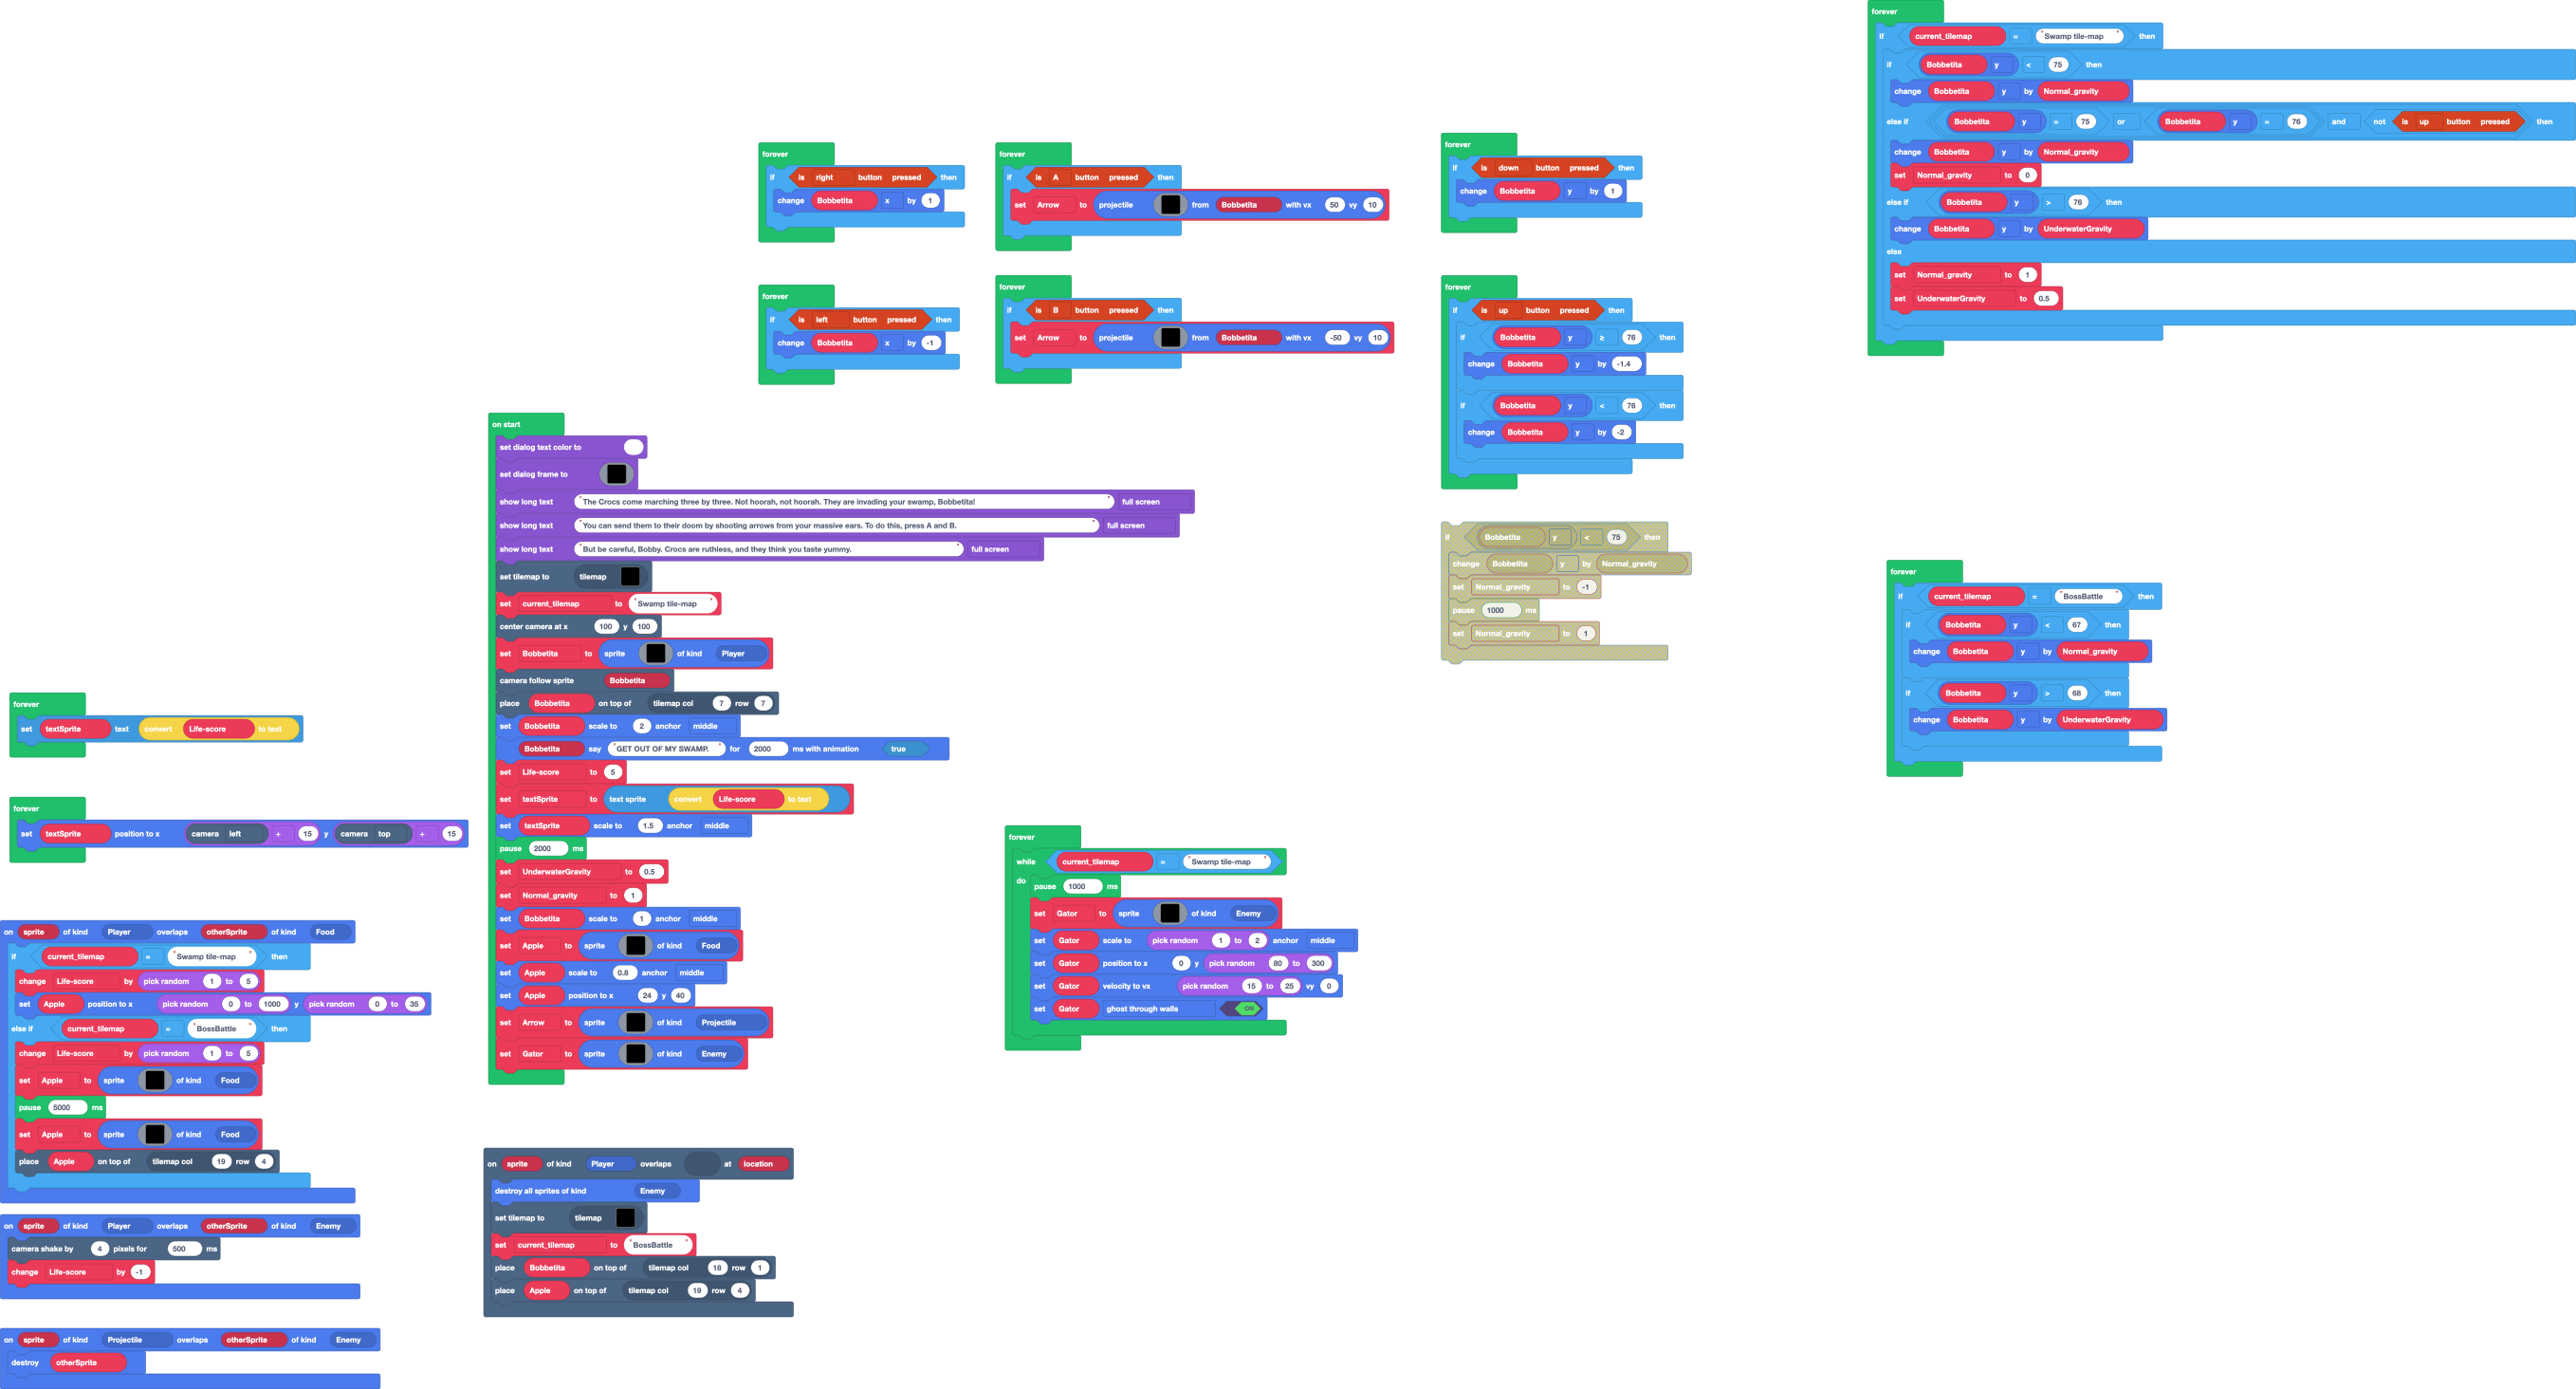 forever
if current_tilemap = "Swamp tile-map" then
if Bobbetita y < 75 then
change Bobbetita y by Normal_gravity
else if Bobbetita y = 75 or Bobbetita y = 76 and not is up button pressed then
change Bobbetita y by Normal_gravity
set Normal_gravity to 0
else if Bobbetita y > 76 then
change Bobbetita y by UnderwaterGravity
else
set Normal_gravity to 1
set UnderwaterGravity to 0.5
forever
if is right button pressed then
change Bobbetita x by 1
forever
if is A button pressed then
set Arrow to projectile from Bobbetita with vx 50 vy 10
forever
if is down button pressed then
change Bobbetita y by 1
forever
if is left button pressed then
change Bobbetita x by -1
forever
if is B button pressed then
set Arrow to projectile from Bobbetita with vx -50 vy 10
forever
if is up button pressed then
if Bobbetita y ≥ 76 then
change Bobbetita y by -1.4
if Bobbetita y < 76 then
change Bobbetita y by -2
if Bobbetita y < 75 then
change Bobbetita y by Normal_gravity
set Normal_gravity to -1
pause 1000 ms
set Normal_gravity to 1
forever
if current_tilemap = "BossBattle" then
if Bobbetita y < 67 then
change Bobbetita y by Normal_gravity
if Bobbetita y > 68 then
change Bobbetita y by UnderwaterGravity
on start
set dialog text color to
set dialog frame to
show long text "The Crocs come marching three by three. Not hoorah, not hoorah. They are invading your swamp, Bobbetita!" full screen
show long text "You can send them to their doom by shooting arrows from your massive ears. To do this, press A and B." full screen
show long text "But be careful, Bobby. Crocs are ruthless, and they think you taste yummy." full screen
set tilemap to tilemap
set current_tilemap to "Swamp tile-map"
center camera at x 100 y 100
set Bobbetita to sprite of kind Player
camera follow sprite Bobbetita
place Bobbetita on top of tilemap col 7 row 7
set Bobbetita scale to 2 anchor middle
Bobbetita say "GET OUT OF MY SWAMP." for 2000 ms with animation true
set Life-score to 5
set textSprite to text sprite convert Life-score to text
set textSprite scale to 1.5 anchor middle
pause 2000 ms
set UnderwaterGravity to 0.5
set Normal_gravity to 1
set Bobbetita scale to 1 anchor middle
set Apple to sprite of kind Food
set Apple scale to 0.8 anchor middle
set Apple position to x 24 y 40
set Arrow to sprite of kind Projectile
set Gator to sprite of kind Enemy
forever
set textSprite text convert Life-score to text
forever
set textSprite position to x camera left + 15 y camera top + 15
forever
while current_tilemap = "Swamp tile-map"
do pause 1000 ms
set Gator to sprite of kind Enemy
set Gator scale to pick random 1 to 2 anchor middle
set Gator position to x 0 y pick random 80 to 300
set Gator velocity to vx pick random 15 to 25 vy 0
set Gator ghost through walls ON
on sprite of kind Player overlaps otherSprite of kind Food
if current_tilemap = "Swamp tile-map" then
change Life-score by pick random 1 to 5
set Apple position to x pick random 0 to 1000 y pick random 0 to 35
else if current_tilemap = "BossBattle" then
change Life-score by pick random 1 to 5
set Apple to sprite of kind Food
pause 5000 ms
set Apple to sprite of kind Food
place Apple on top of tilemap col 19 row 4
on sprite of kind Player overlaps at location
destroy all sprites of kind Enemy
set tilemap to tilemap
set current_tilemap to "BossBattle"
place Bobbetita on top of tilemap col 18 row 1
place Apple on top of tilemap col 19 row 4
on sprite of kind Player overlaps otherSprite of kind Enemy
camera shake by 4 pixels for 500 ms
change Life-score by -1
on sprite of kind Projectile overlaps otherSprite of kind Enemy
destroy otherSprite